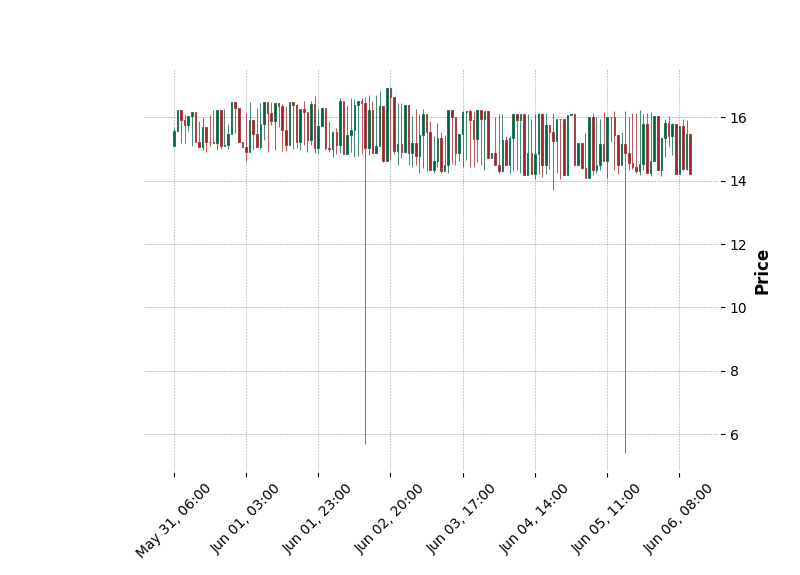 16
14
12
10
8
6
Price
May 31, 06:00
Jun 01, 03:00
Jun 01, 23:00
Jun 02, 20:00
Jun 03, 17:00
Jun 04, 14:00
Jun 05, 11:00
Jun 06, 08:00